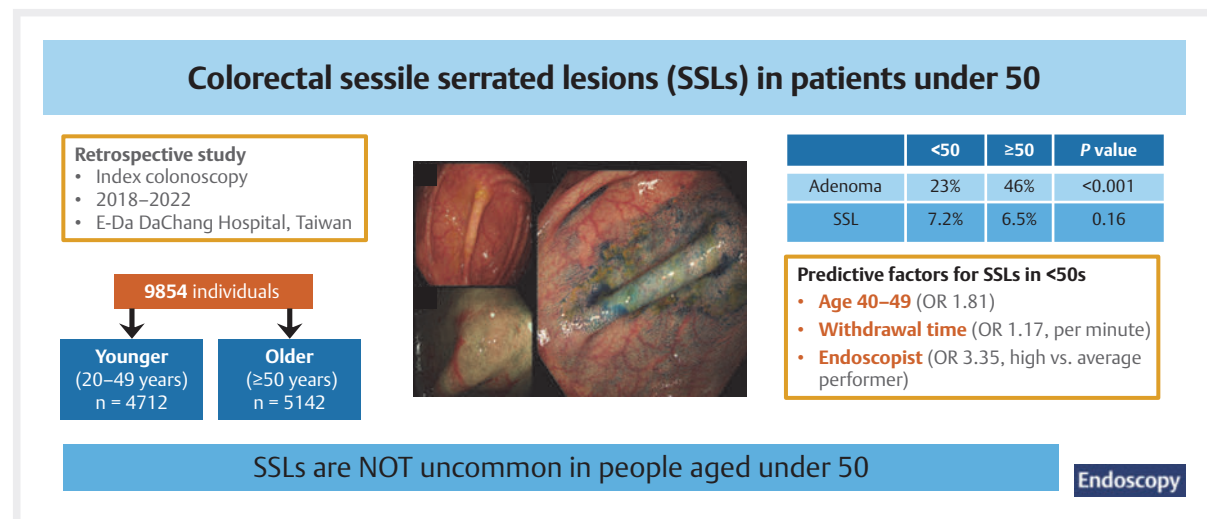 Colorectal sessile serrated lesions (SSLs) in patients under 50
Retrospective study
• Index colonoscopy
• 2018–2022
• E-Da DaChang Hospital, Taiwan
9854 individuals
Younger
(20–49 years)
n = 4712
Older
(≥50 years)
n = 5142
<50 ≥50 P value
Adenoma 23% 46% <0.001
SSL 7.2% 6.5% 0.16
Predictive factors for SSLs in <50s
• Age 40–49 (OR 1.81)
• Withdrawal time (OR 1.17, per minute)
• Endoscopist (OR 3.35, high vs. average
performer)
SSLs are NOT uncommon in people aged under 50
Endoscopy